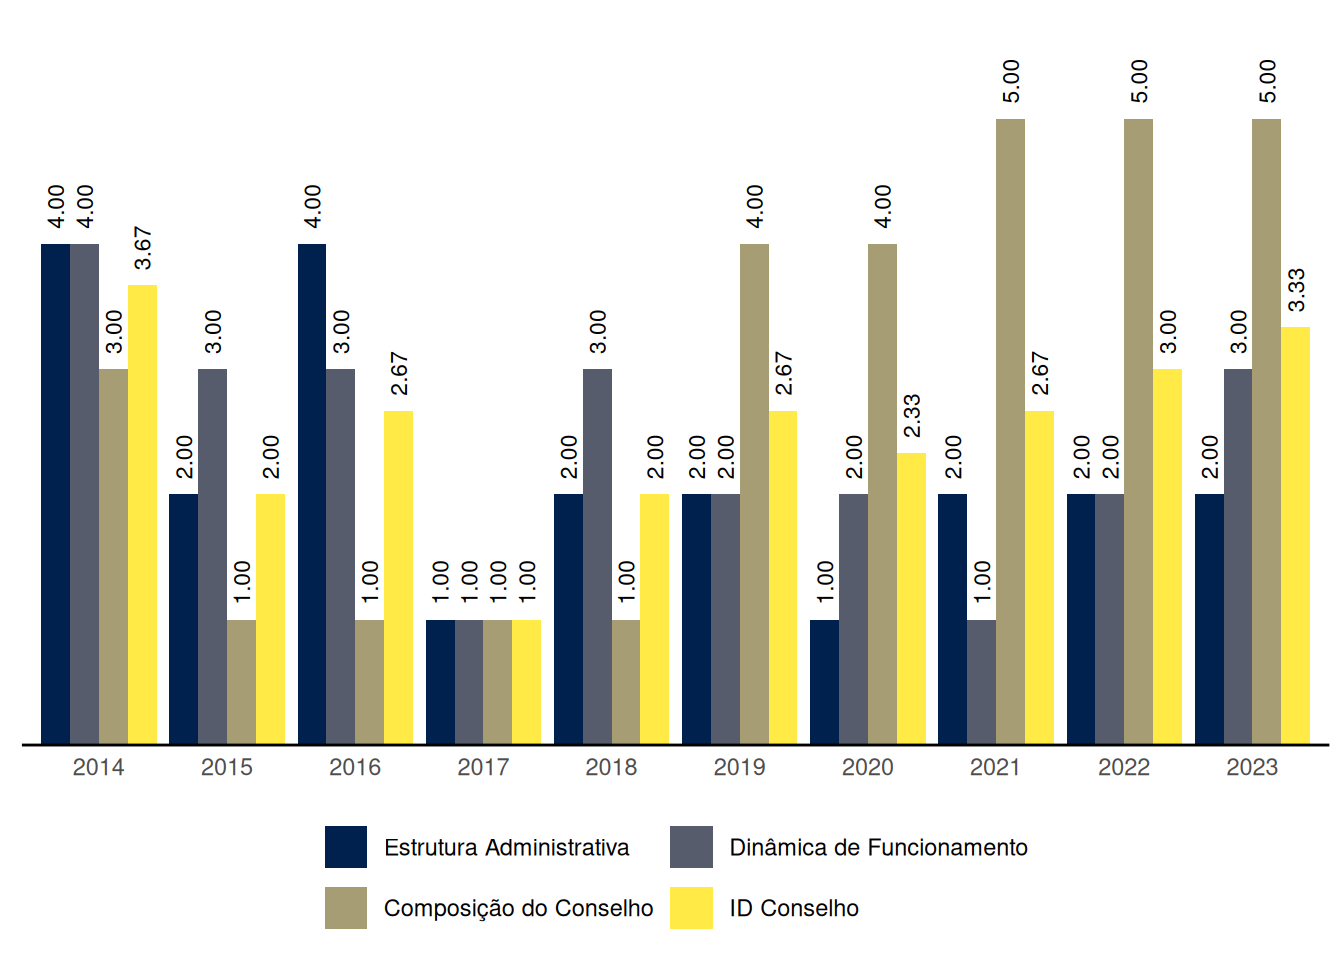 4.00 4.00 3.00 3.67 2.00 3.00 1.00 2.00 4.00 3.00 1.00 2.67 1.00 1.00 1.00 1.00 2.00 3.00 1.00 2.00 2.00 2.00 4.00 2.67 1.00 2.00 4.00 2.33 2.00 1.00 5.00 2.67 2.00 2.00 5.00 3.00 2.00 3.00 5.00 3.33
2014 2015 2016 2017 2018 2019 2020 2021 2022 2023
Estrutura Administrativa Dinâmica de Funcionamento
Composição do Conselho ID Conselho